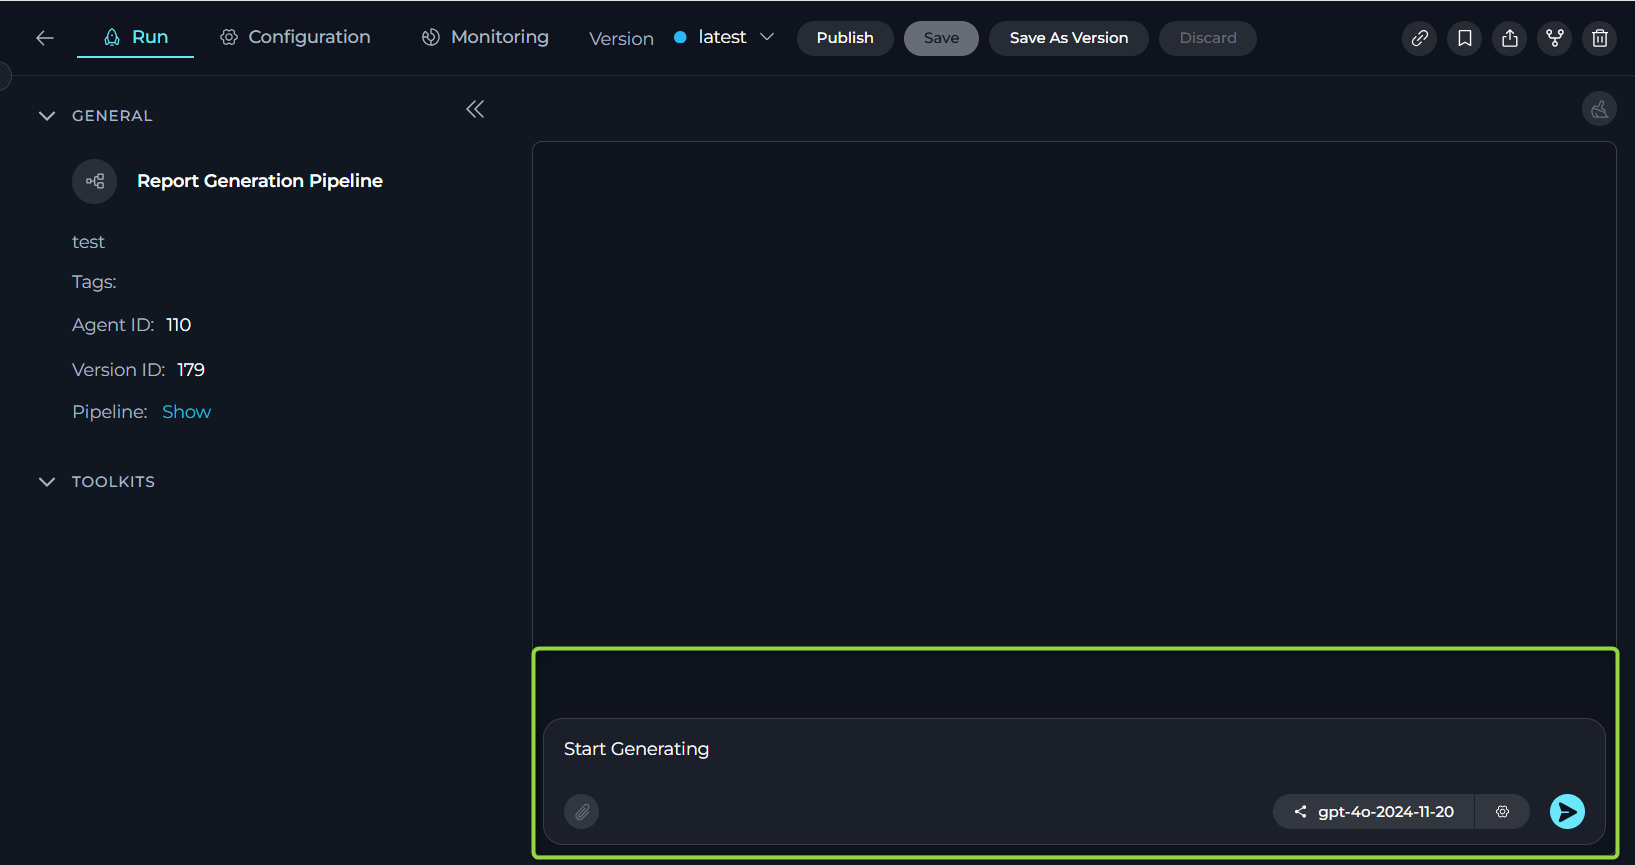 Run Configuration Monitoring Version latest Publish Save Save As Version Discard
GENERAL
Report Generation Pipeline
test
Tags:
Agent ID: 110
Version ID: 179
Pipeline: Show
TOOLKITS
Start Generating
gpt-4o-2024-11-20